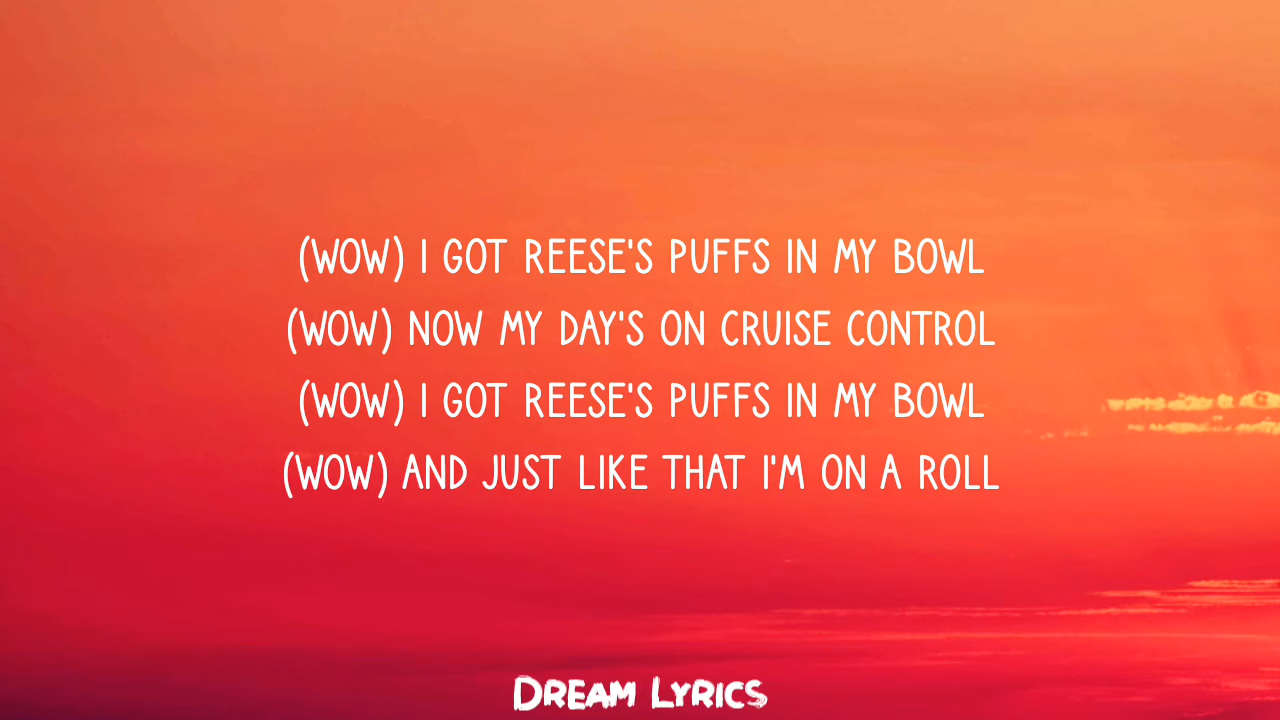 (WOW) I GOT REESE'S PUFFS IN MY BOWL
(WOW) NOW MY DAY'S ON CRUISE CONTROL
(WOW) I GOT REESE'S PUFFS IN MY BOWL
(WOW) AND JUST LIKE THAT I'M ON A ROLL
DREAM LYRICS